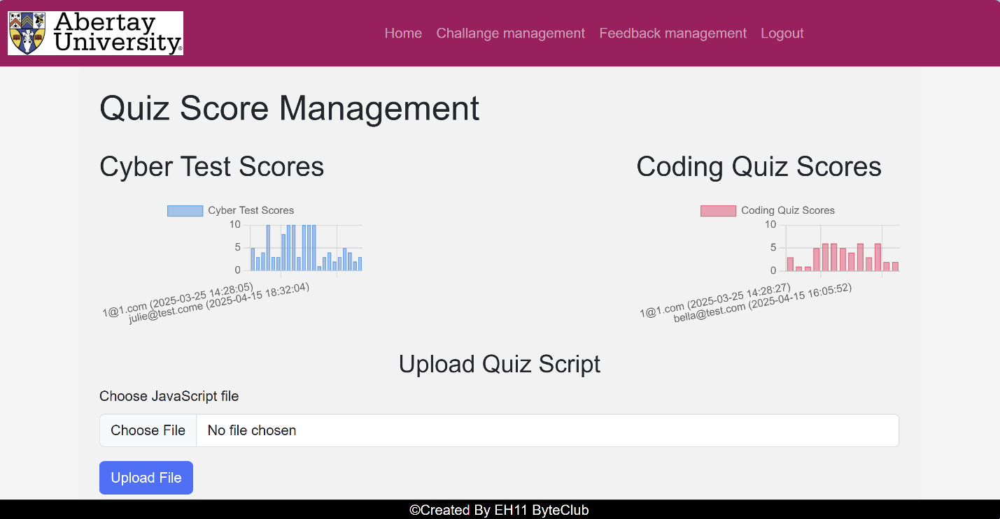 Abertay
University®
Home Challange management Feedback management Logout
Quiz Score Management
Cyber Test Scores
Cyber Test Scores
10
5
0
1@1.com (2025-03-25 14:28:05)
julie@test.come (2025-04-15 18:32:04)
Coding Quiz Scores
Coding Quiz Scores
10
5
0
1@1.com (2025-03-25 14:28:27)
bella@test.com (2025-04-15 16:05:52)
Upload Quiz Script
Choose JavaScript file
Choose File No file chosen
Upload File
©Created By EH11 ByteClub